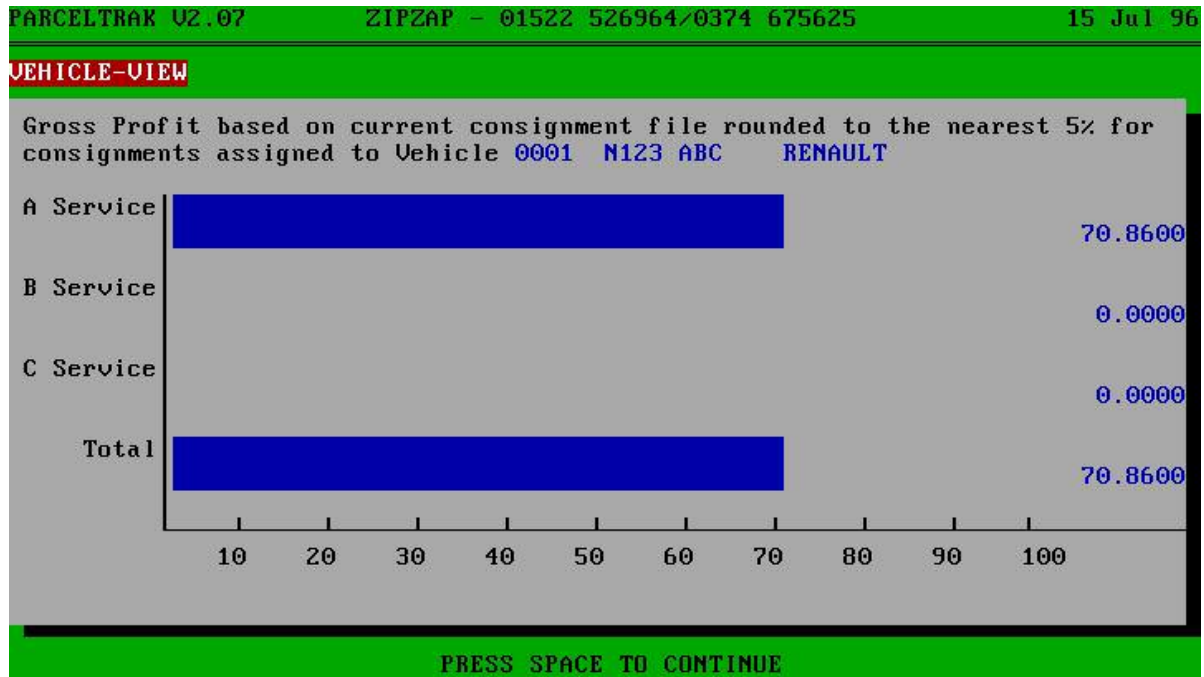 PARCELTRAK V2.07 ZIPZAP - 01522 526964/0374 675625 15 Jul 96
VEHICLE-VIEW
Gross Profit based on current consignment file rounded to the nearest 5% for
consignments assigned to Vehicle 0001 N123 ABC RENAULT
A Service
70.8600
B Service
0.0000
C Service
0.0000
Total
70.8600
10 20 30 40 50 60 70 80 90 100
PRESS SPACE TO CONTINUE